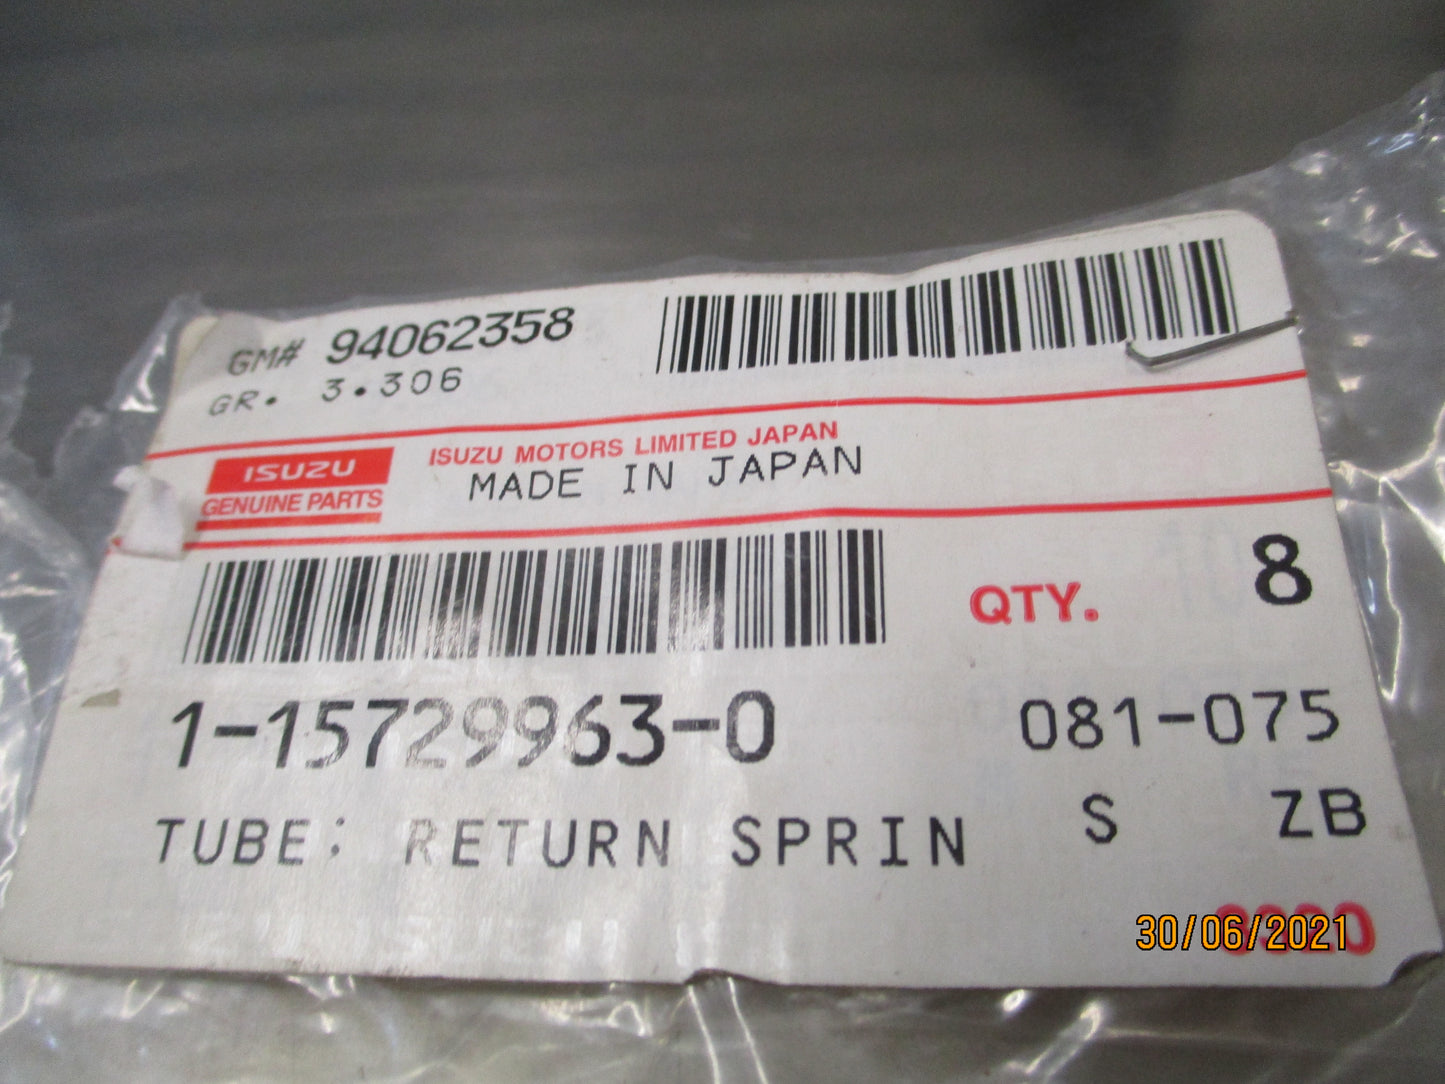 GM# 94062358
GR. 3.306
ISUZU
GENUINE PARTS
ISUZU MOTORS LIMITED JAPAN
MADE IN JAPAN
QTY. 8
1-15729963-0
081-075
TUBE; RETURN SPRIN
S ZB
30/06/2021